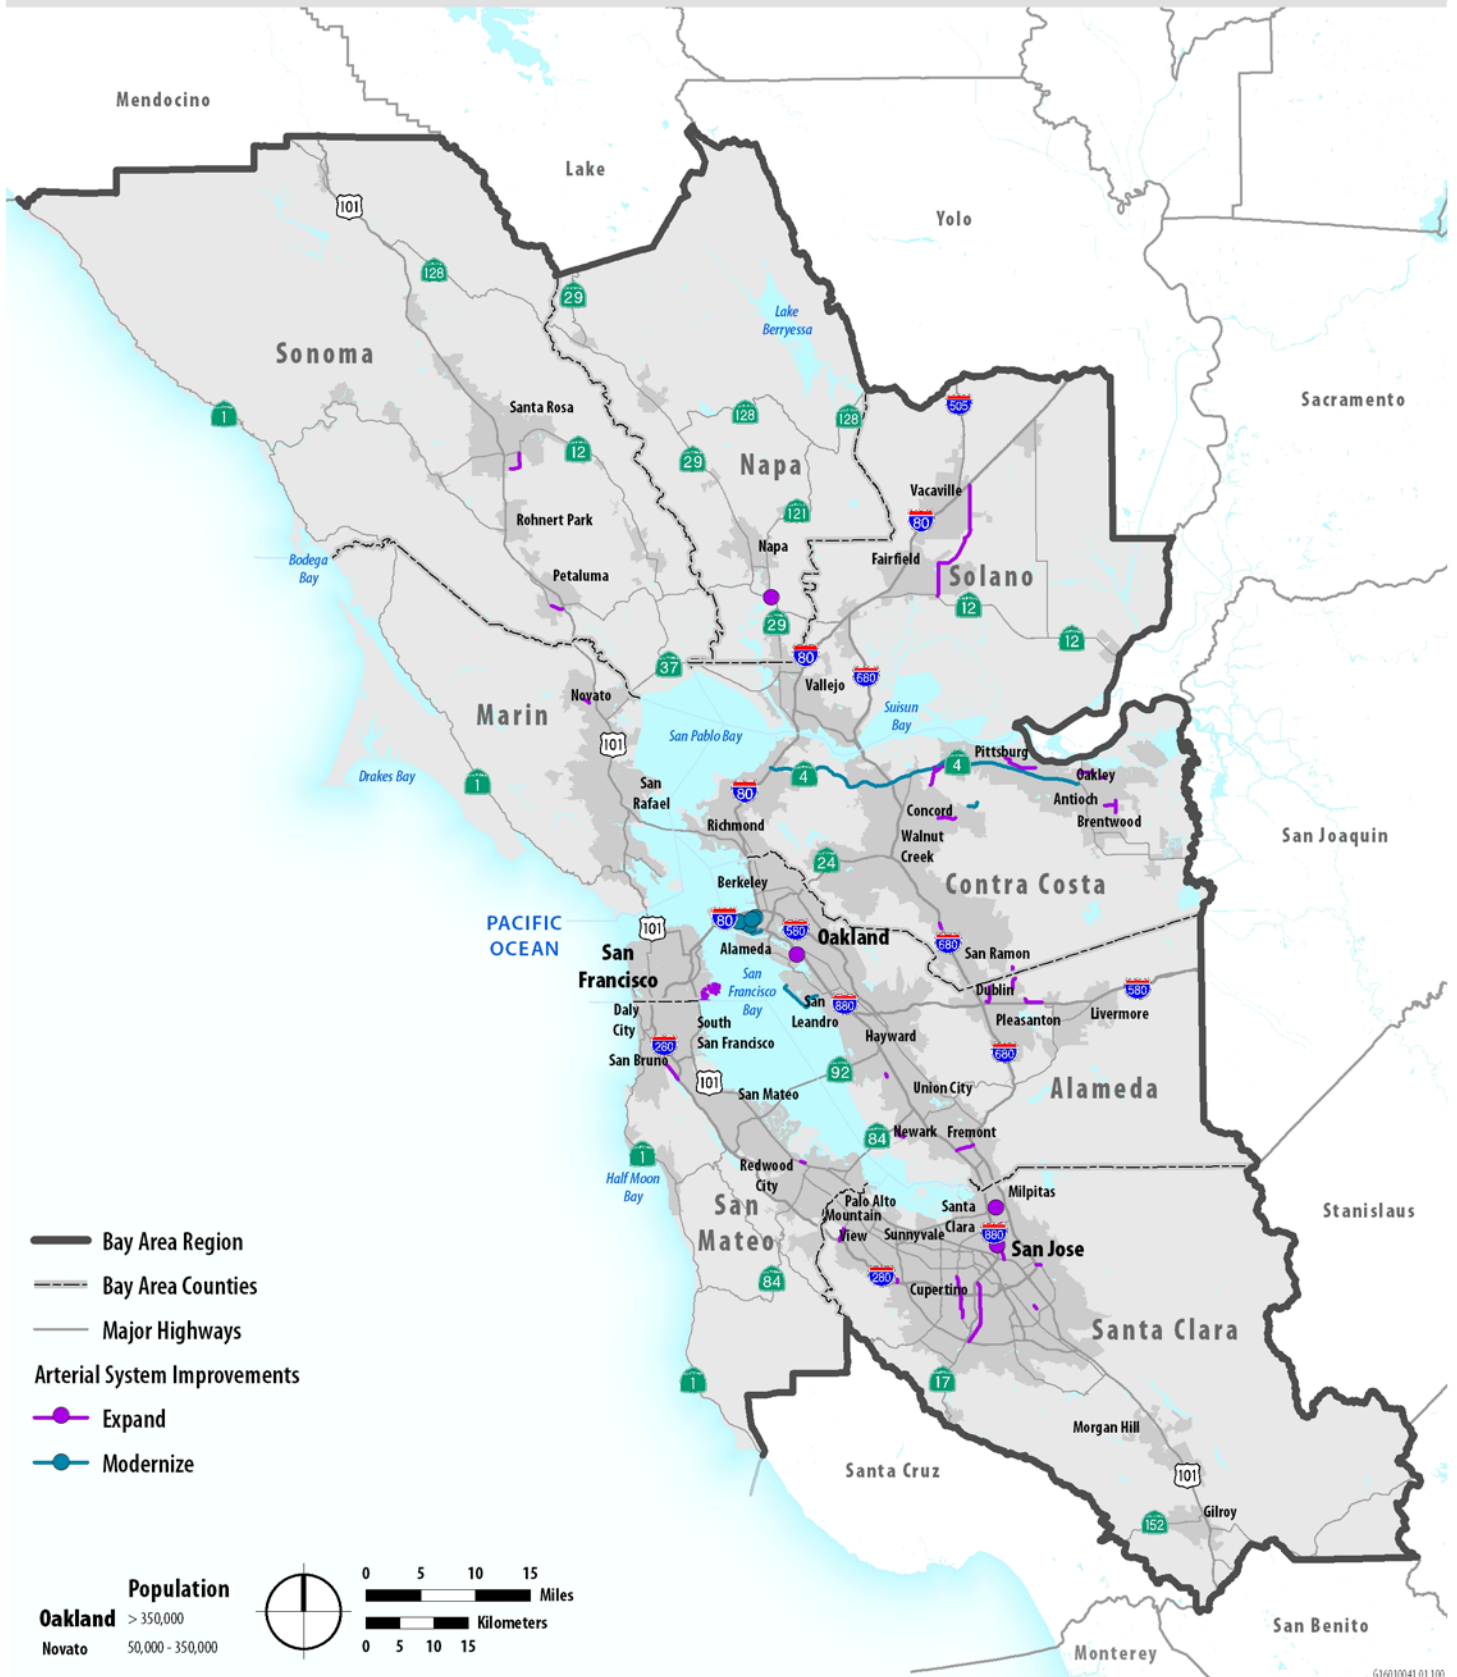 Mendocino
Lake
Yolo
101
128
29
Lake
Berryessa
Sonoma
Sacramento
505
1
Santa Rosa
128
128
12
29
Napa
Vacaville
121
80
Rohnert Park
Napa
Fairfield
Bodega
Bay
Petaluma
Solano
12
29
12
37
80
Vallejo
680
Novato
Marin
Suisun
Bay
San Pablo Bay
101
Pittsburg
4
4
Oakley
Drakes Bay
1
San
Rafael
80
Antioch
Concord
Brentwood
Richmond
Walnut
Creek
San Joaquin
24
Berkeley
Contra Costa
PACIFIC
OCEAN
101
80
580
Oakland
680
Alameda
San
Francisco
San Ramon
San
Francisco
Bay
Dublin
580
Daly
City
San
Leandro
880
Pleasanton
Livermore
South
San Francisco
Hayward
280
680
San Bruno
92
101
San Mateo
Union City
Alameda
84
Newark
Fremont
1
Redwood
City
Half Moon
Bay
Milpitas
Palo Alto
Santa
Clara
San
Mateo
Mountain
View
Sunnyvale
880
San Jose
Stanislaus
280
84
Cupertino
Santa Clara
1
17
Morgan Hill
Santa Cruz
101
152
Gilroy
San Benito
Monterey
Bay Area Region
Bay Area Counties
Major Highways
Arterial System Improvements
Expand
Modernize
Population
Oakland > 350,000
Novato 50,000 - 350,000
0 5 10 15
Miles
Kilometers
0 5 10 15
G16010041.01.100